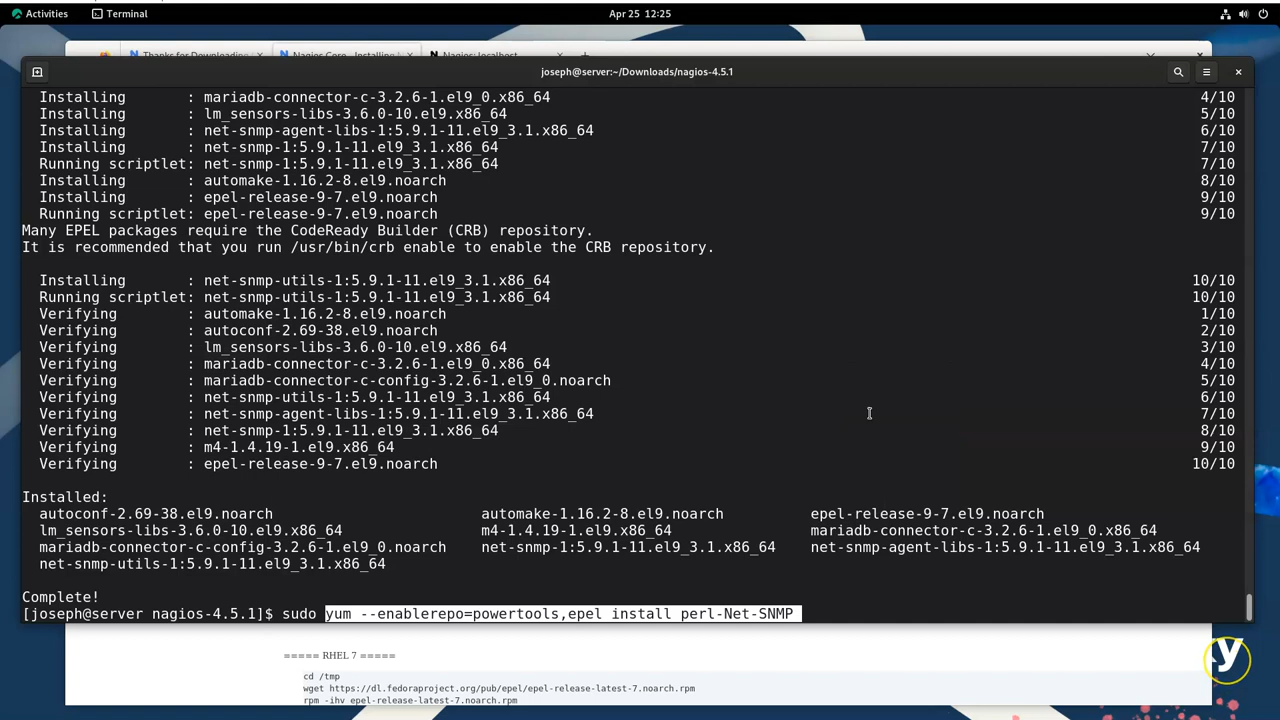 Activities Terminal Apr 25 12:25
Thanks for Downloading Nagios Core - Installing Nagios: localhost
joseph@server:~/Downloads/nagios-4.5.1
Installing : mariadb-connector-c-3.2.6-1.el9_0.x86_64 4/10
Installing : lm_sensors-libs-3.6.0-10.el9.x86_64 5/10
Installing : net-snmp-agent-libs-1:5.9.1-11.el9_3.1.x86_64 6/10
Installing : net-snmp-1:5.9.1-11.el9_3.1.x86_64 7/10
Running scriptlet: net-snmp-1:5.9.1-11.el9_3.1.x86_64 7/10
Installing : automake-1.16.2-8.el9.noarch 8/10
Installing : epel-release-9-7.el9.noarch 9/10
Running scriptlet: epel-release-9-7.el9.noarch 9/10
Many EPEL packages require the CodeReady Builder (CRB) repository.
It is recommended that you run /usr/bin/crb enable to enable the CRB repository.
Installing : net-snmp-utils-1:5.9.1-11.el9_3.1.x86_64 10/10
Running scriptlet: net-snmp-utils-1:5.9.1-11.el9_3.1.x86_64 10/10
Verifying : automake-1.16.2-8.el9.noarch 1/10
Verifying : autoconf-2.69-38.el9.noarch 2/10
Verifying : lm_sensors-libs-3.6.0-10.el9.x86_64 3/10
Verifying : mariadb-connector-c-3.2.6-1.el9_0.x86_64 4/10
Verifying : mariadb-connector-c-config-3.2.6-1.el9_0.noarch 5/10
Verifying : net-snmp-utils-1:5.9.1-11.el9_3.1.x86_64 6/10
Verifying : net-snmp-agent-libs-1:5.9.1-11.el9_3.1.x86_64 7/10
Verifying : net-snmp-1:5.9.1-11.el9_3.1.x86_64 8/10
Verifying : m4-1.4.19-1.el9.x86_64 9/10
Verifying : epel-release-9-7.el9.noarch 10/10
Installed:
autoconf-2.69-38.el9.noarch automake-1.16.2-8.el9.noarch epel-release-9-7.el9.noarch
lm_sensors-libs-3.6.0-10.el9.x86_64 m4-1.4.19-1.el9.x86_64 mariadb-connector-c-3.2.6-1.el9_0.x86_64
mariadb-connector-c-config-3.2.6-1.el9_0.noarch net-snmp-1:5.9.1-11.el9_3.1.x86_64 net-snmp-agent-libs-1:5.9.1-11.el9_3.1.x86_64
net-snmp-utils-1:5.9.1-11.el9_3.1.x86_64
Complete!
[joseph@server nagios-4.5.1]$ sudo yum --enablerepo=powertools,epel install perl-Net-SNMP
===== RHEL 7 =====
cd /tmp
wget https://dl.fedoraproject.org/pub/epel/epel-release-latest-7.noarch.rpm
rpm -ihv epel-release-latest-7.noarch.rpm
y